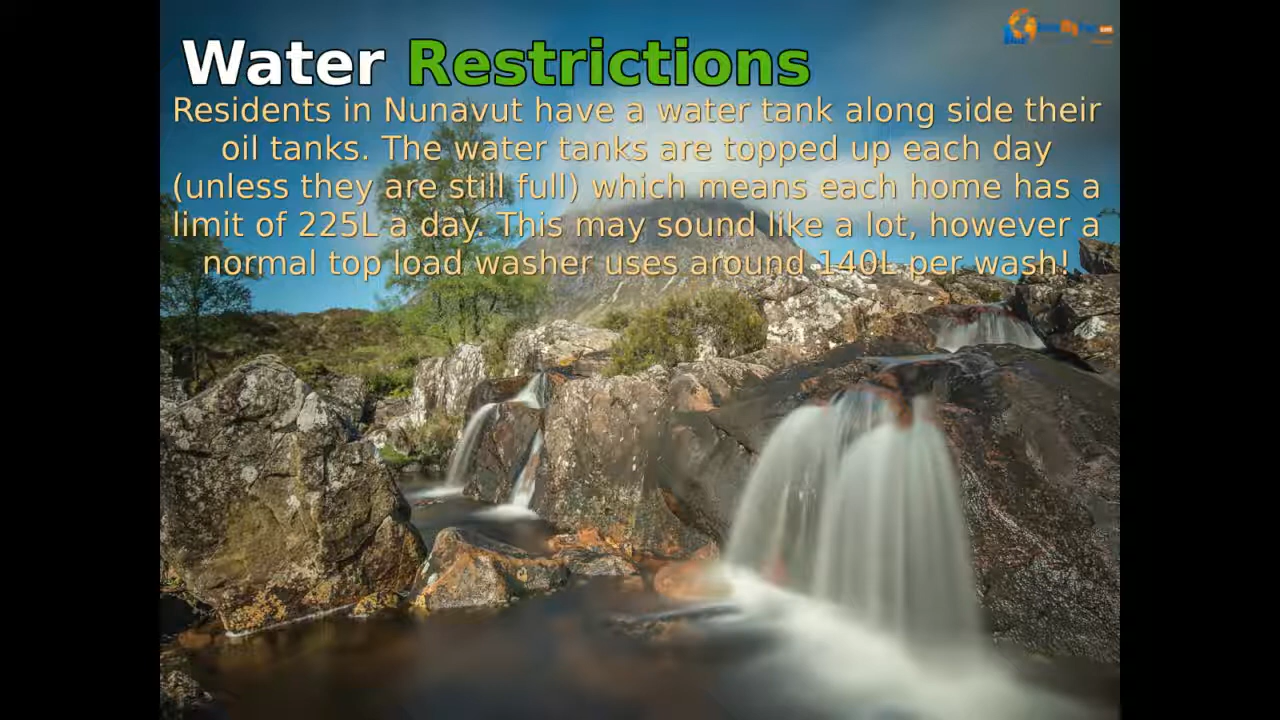 Water Restrictions
Residents in Nunavut have a water tank along side their
oil tanks. The water tanks are topped up each day
(unless they are still full) which means each home has a
limit of 225L a day. This may sound like a lot, however a
normal top load washer uses around 140L per wash!